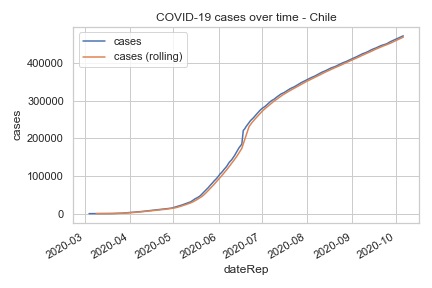 COVID-19 cases over time - Chile
cases
cases (rolling)
cases
400000
300000
200000
100000
0
2020-03
2020-04
2020-05
2020-06
2020-07
2020-08
2020-09
2020-10
dateRep